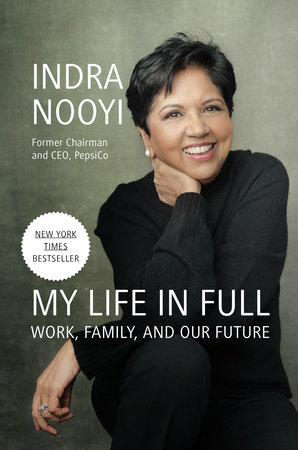 INDRA
NOOYI
Former Chairman
and CEO, PepsiCo
NEW YORK
TIMES
BESTSELLER
MY LIFE IN FULL
WORK, FAMILY, AND OUR FUTURE